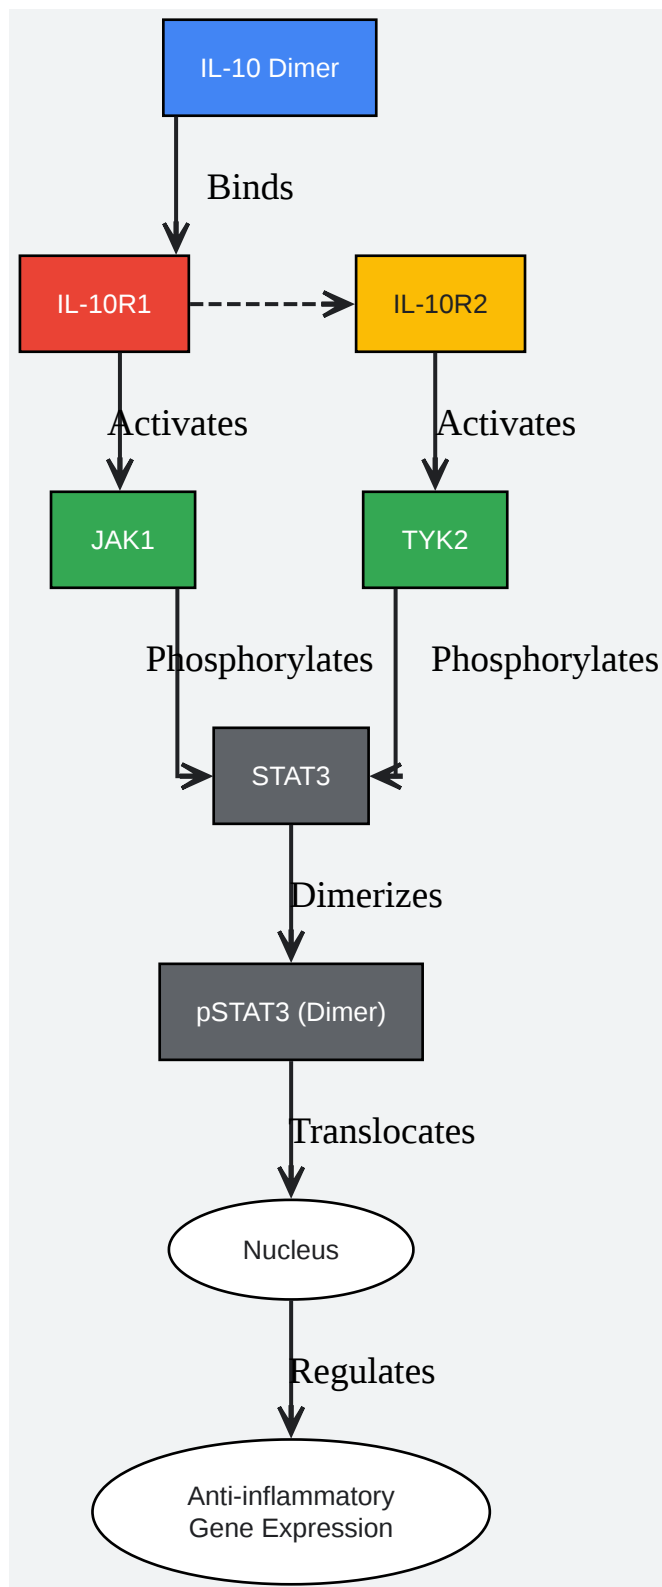 IL-10 Dimer
Binds
IL-10R1
IL-10R2
Activates
Activates
JAK1
TYK2
Phosphorylates
Phosphorylates
STAT3
Dimerizes
pSTAT3 (Dimer)
Translocates
Nucleus
Regulates
Anti-inflammatory
Gene Expression